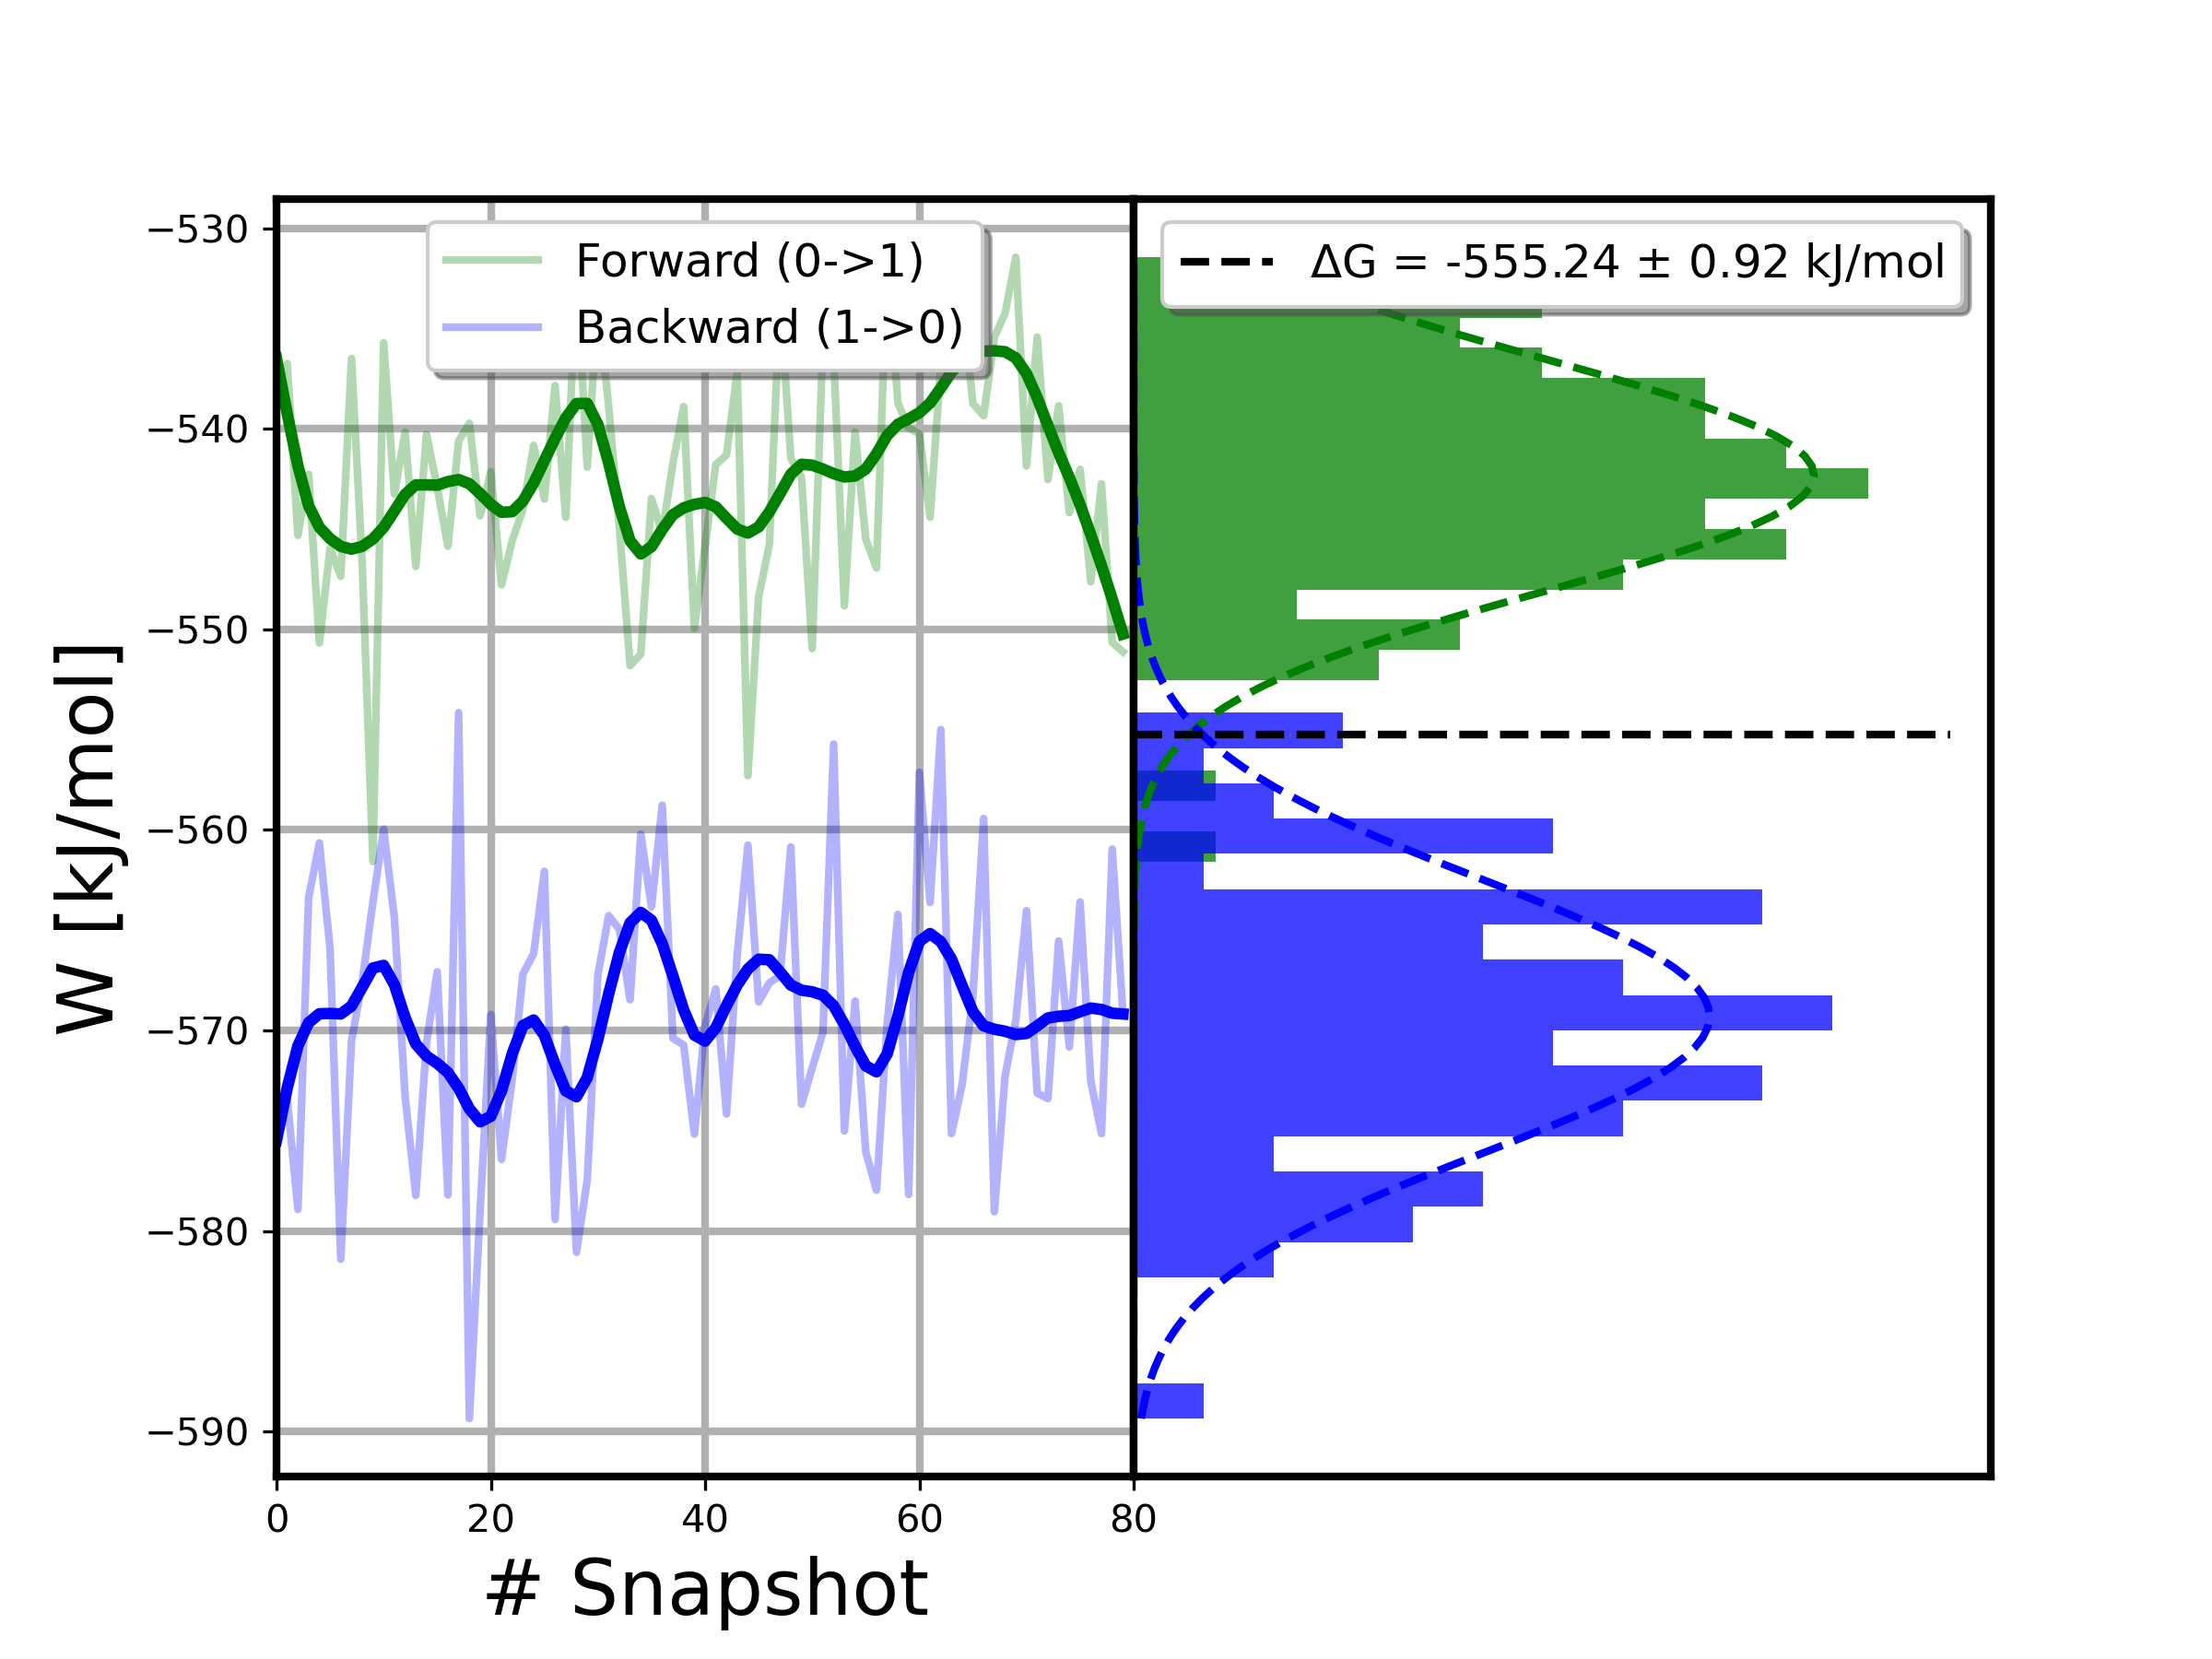 Forward (0->1)
Backward (1->0)
ΔG = -555.24 ± 0.92 kJ/mol
W [kJ/mol]
−530
−540
−550
−560
−570
−580
−590
0 20 40 60 80
# Snapshot